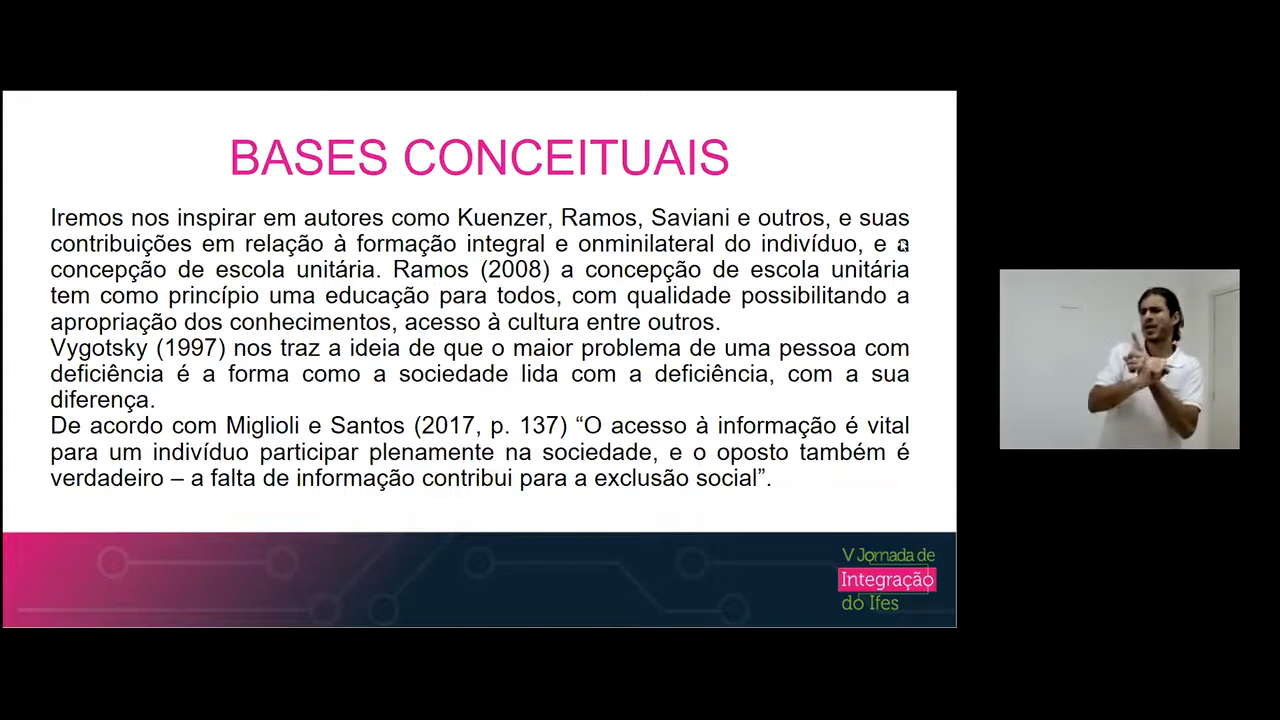 BASES CONCEITUAIS
Iremos nos inspirar em autores como Kuenzer, Ramos, Saviani e outros, e suas
contribuições em relação à formação integral e onminilateral do indivíduo, e a
concepção de escola unitária. Ramos (2008) a concepção de escola unitária
tem como princípio uma educação para todos, com qualidade possibilitando a
apropriação dos conhecimentos, acesso à cultura entre outros.
Vygotsky (1997) nos traz a ideia de que o maior problema de uma pessoa com
deficiência é a forma como a sociedade lida com a deficiência, com a sua
diferença.
De acordo com Miglioli e Santos (2017, p. 137) “O acesso à informação é vital
para um indivíduo participar plenamente na sociedade, e o oposto também é
verdadeiro – a falta de informação contribui para a exclusão social”.
V Jornada de
Integração
do Ifes